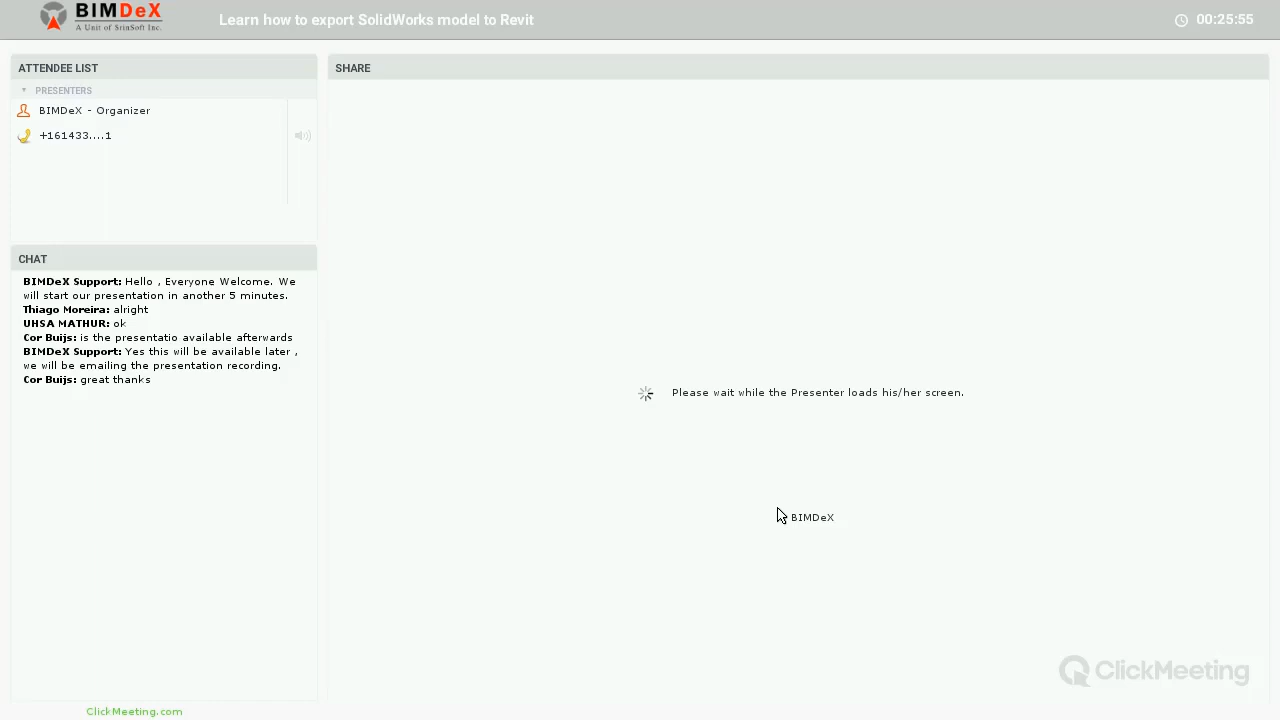 BIMDeX
A Unit of SrinSoft Inc.
Learn how to export SolidWorks model to Revit
00:25:55
ATTENDEE LIST
PRESENTERS
BIMDeX - Organizer
+161433....1
CHAT
BIMDeX Support: Hello , Everyone Welcome. We
will start our presentation in another 5 minutes.
Thiago Moreira: alright
UHSA MATHUR: ok
Cor Buijs: is the presentatio available afterwards
BIMDeX Support: Yes this will be available later ,
we will be emailing the presentation recording.
Cor Buijs: great thanks
SHARE
Please wait while the Presenter loads his/her screen.
BIMDeX
ClickMeeting
ClickMeeting.com